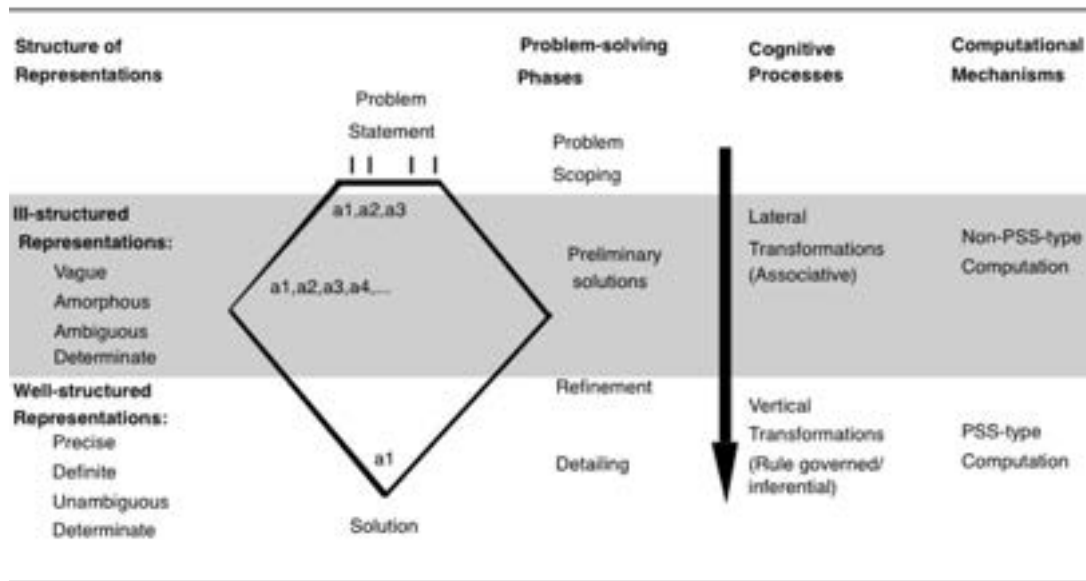 Structure of
Representations
Problem-solving
Phases
Cognitive
Processes
Computational
Mechanisms
Problem
Statement
Problem
Scoping
Ill-structured
Representations:
Vague
Amorphous
Ambiguous
Determinate
a1,a2,a3
a1,a2,a3,a4,...
Preliminary
solutions
Lateral
Transformations
(Associative)
Non-PSS-type
Computation
Well-structured
Representations:
Precise
Definite
Unambiguous
Determinate
a1
Solution
Refinement
Detailing
Vertical
Transformations
(Rule governed/
inferential)
PSS-type
Computation